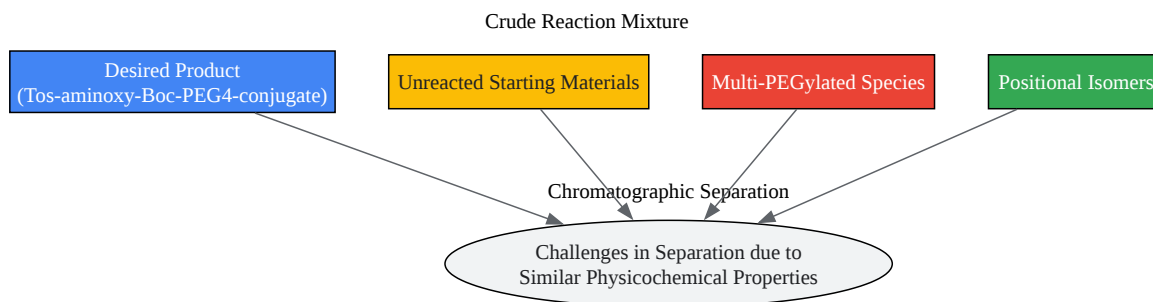 Crude Reaction Mixture
Desired Product
(Tos-aminoxy-Boc-PEG4-conjugate)
Unreacted Starting Materials
Multi-PEGylated Species
Positional Isomers
Chromatographic Separation
Challenges in Separation due to
Similar Physicochemical Properties